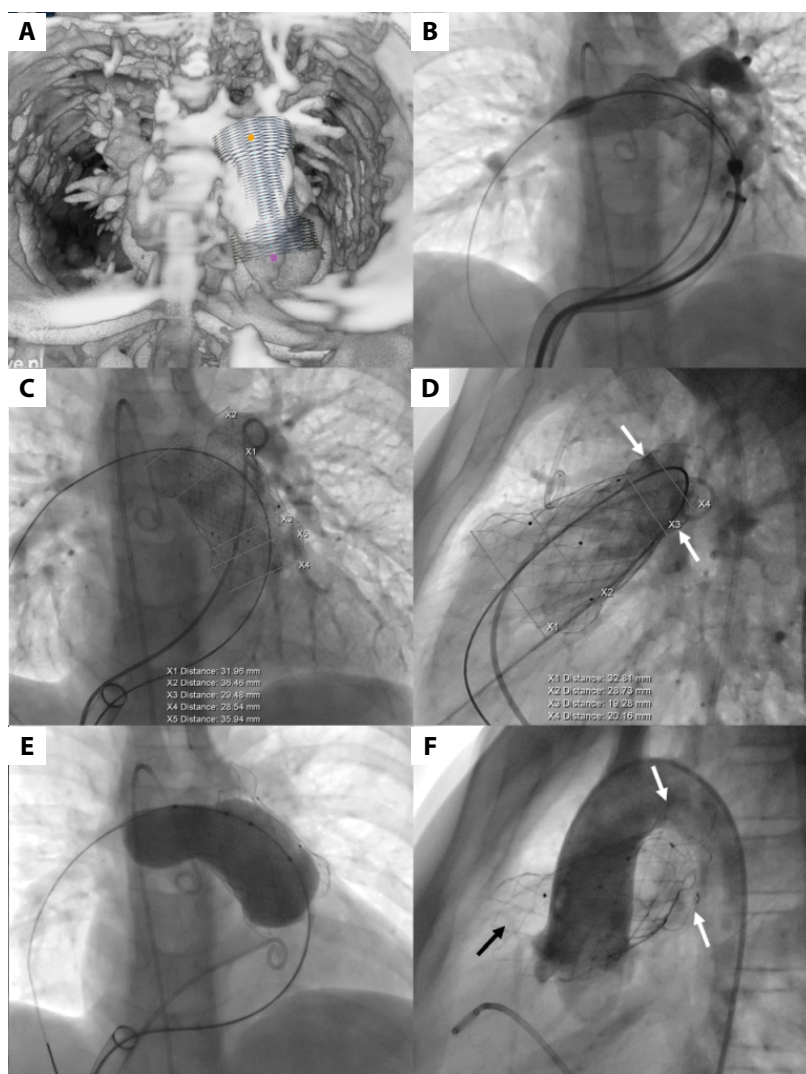 A
B
ve.nl
C
X2
X1
X3
X5
X4
X1 Distance: 31.96 mm
X2 Distance: 36.46 mm
X3 Distance: 29.48 mm
X4 Distance: 28.54 mm
X5 Distance: 35.94 mm
D
X4
X3
X2
X1
X1 Distance: 32.81 mm
X2 Distance: 28.73 mm
X3 Distance: 19.28 mm
X4 Distance: 20.16 mm
E
F